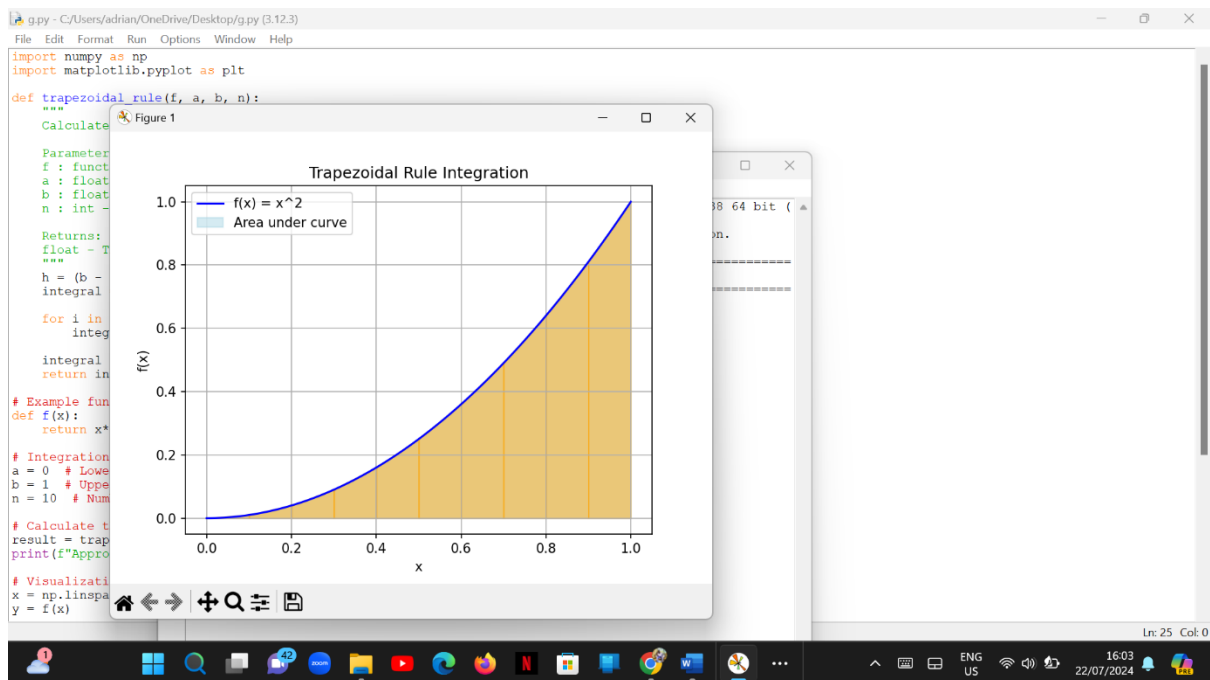 g.py - C:/Users/adrian/OneDrive/Desktop/g.py (3.12.3)
File Edit Format Run Options Window Help
import numpy as np
import matplotlib.pyplot as plt
def trapezoidal_rule(f, a, b, n):
"""
Calculate
Parameter
f : funct
a : float
b : float
n : int -
Returns:
float - T
"""
h = (b -
integral
for i in
integ
integral
return in
# Example fun
def f(x):
return x*
# Integration
a = 0 # Lowe
b = 1 # Uppe
n = 10 # Num
# Calculate t
result = trap
print(f"Appro
# Visualizati
x = np.linspa
y = f(x)
Figure 1
Trapezoidal Rule Integration
f(x) = x^2
Area under curve
1.0
0.8
0.6
0.4
0.2
0.0
f(x)
0.0 0.2 0.4 0.6 0.8 1.0
x
38 64 bit (
on.
===========
===========
Ln: 25 Col: 0
1
42
zoom
N
W
ENG
US
16:03
22/07/2024
PRE